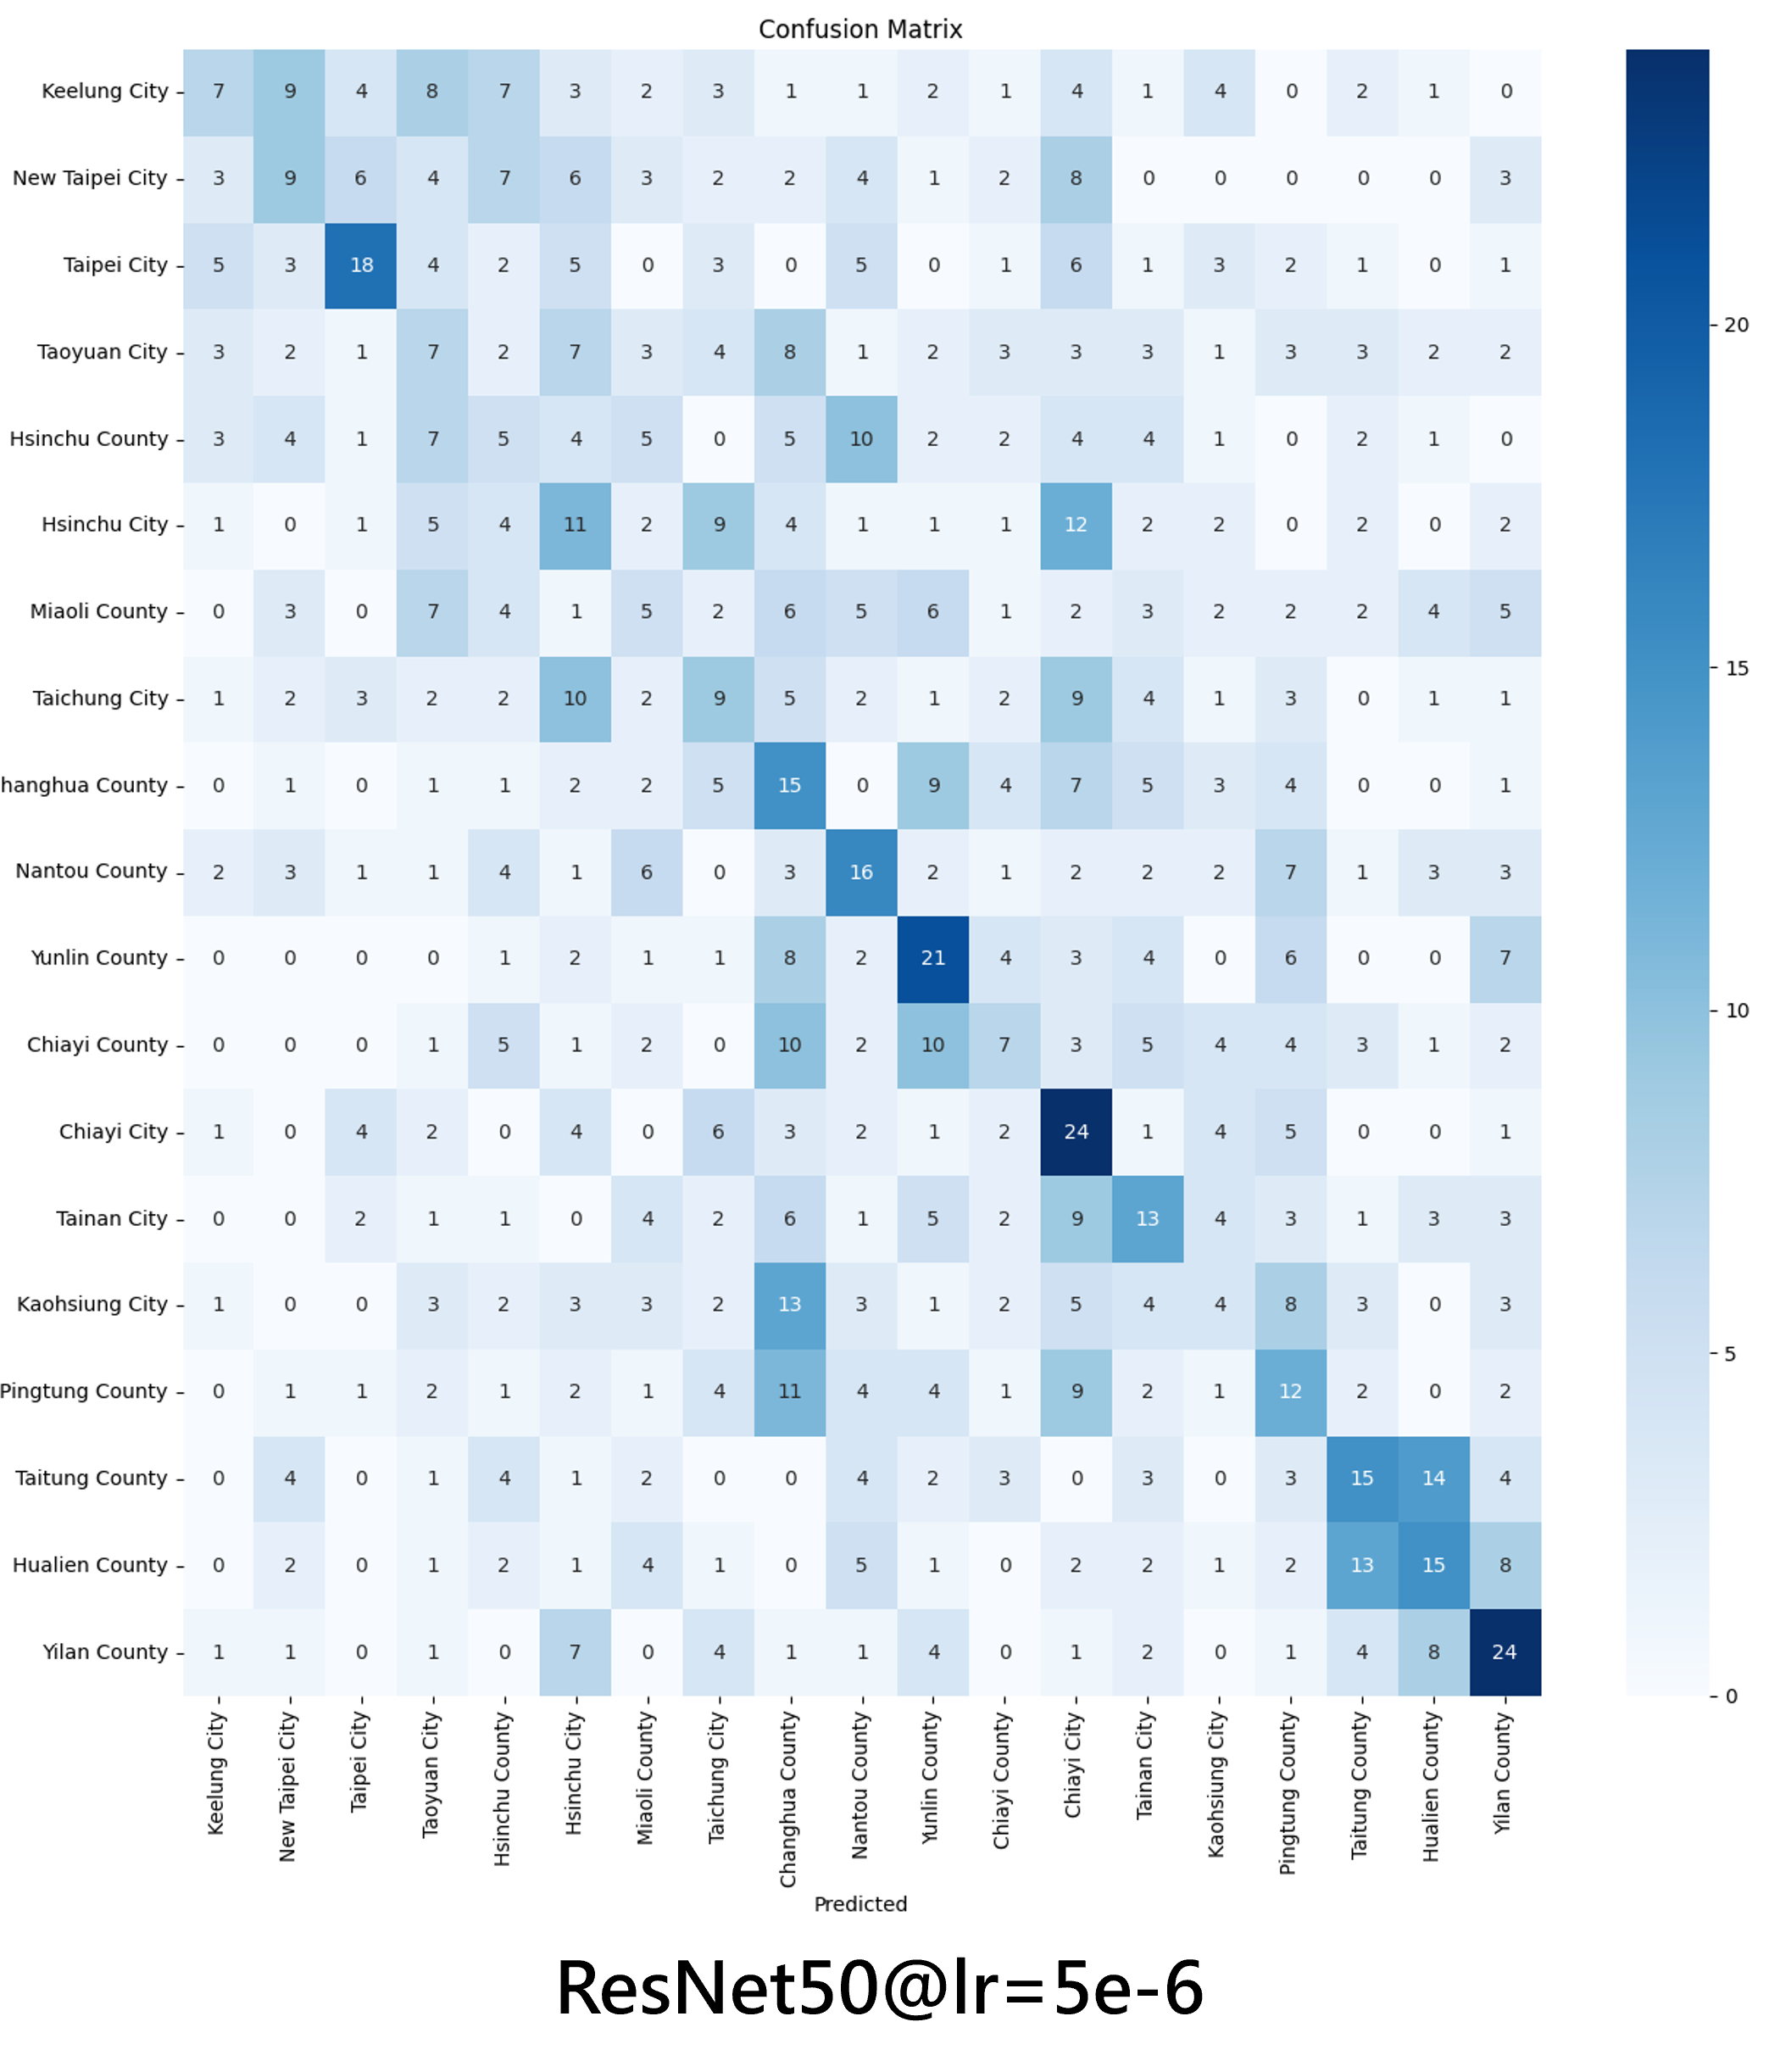 Confusion Matrix
Keelung City 7 9 4 8 7 3 2 3 1 1 2 1 4 1 4 0 2 1 0
New Taipei City 3 9 6 4 7 6 3 2 2 4 1 2 8 0 0 0 0 0 3
Taipei City 5 3 18 4 2 5 0 3 0 5 0 1 6 1 3 2 1 0 1
Taoyuan City 3 2 1 7 2 7 3 4 8 1 2 3 3 3 1 3 3 2 2
Hsinchu County 3 4 1 7 5 4 5 0 5 10 2 2 4 4 1 0 2 1 0
Hsinchu City 1 0 1 5 4 11 2 9 4 1 1 1 12 2 2 0 2 0 2
Miaoli County 0 3 0 7 4 1 5 2 6 5 6 1 2 3 2 2 2 4 5
Taichung City 1 2 3 2 2 10 2 9 5 2 1 2 9 4 1 3 0 1 1
hanghua County 0 1 0 1 1 2 2 5 15 0 9 4 7 5 3 4 0 0 1
Nantou County 2 3 1 1 4 1 6 0 3 16 2 1 2 2 2 7 1 3 3
Yunlin County 0 0 0 0 1 2 1 1 8 2 21 4 3 4 0 6 0 0 7
Chiayi County 0 0 0 1 5 1 2 0 10 2 10 7 3 5 4 4 3 1 2
Chiayi City 1 0 4 2 0 4 0 6 3 2 1 2 24 1 4 5 0 0 1
Tainan City 0 0 2 1 1 0 4 2 6 1 5 2 9 13 4 3 1 3 3
Kaohsiung City 1 0 0 3 2 3 3 2 13 3 1 2 5 4 4 8 3 0 3
Pingtung County 0 1 1 2 1 2 1 4 11 4 4 1 9 2 1 12 2 0 2
Taitung County 0 4 0 1 4 1 2 0 0 4 2 3 0 3 0 3 15 14 4
Hualien County 0 2 0 1 2 1 4 1 0 5 1 0 2 2 1 2 13 15 8
Yilan County 1 1 0 1 0 7 0 4 1 1 4 0 1 2 0 1 4 8 24
Keelung City
New Taipei City
Taipei City
Taoyuan City
Hsinchu County
Hsinchu City
Miaoli County
Taichung City
Changhua County
Nantou County
Yunlin County
Chiayi County
Chiayi City
Tainan City
Kaohsiung City
Pingtung County
Taitung County
Hualien County
Yilan County
Predicted
20
15
10
5
0
ResNet50@lr=5e-6